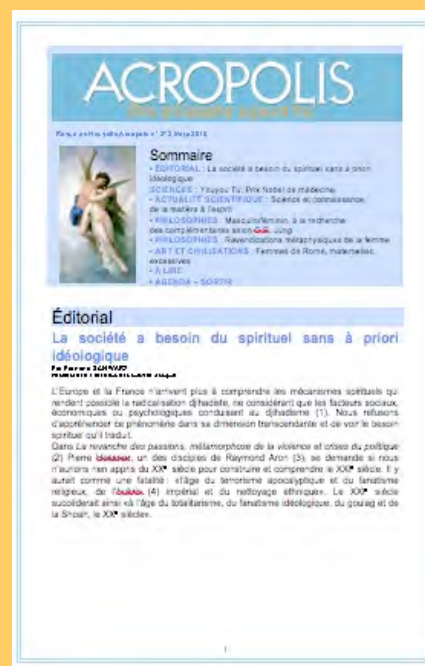 ACROPOLIS
Revue de Nouvelle Acropole n° 273 Mars 2016
Sommaire
• ÉDITORIAL : La société a besoin du spirituel sans à priori
idéologique
SCIENCES : Youyou TU, Prix Nobel de médecine
• ACTUALITÉ SCIENTIFIQUE : Science et connaissance,
de la matière à l'esprit
• PHILOSOPHIES : Masculin/féminin, à la recherche
des complémentaires selon C.G. Jung
• PHILOSOPHIES : Revendications métaphysiques de la femme
• ART ET CIVILISATIONS : Femmes de Rome, maternelles,
excessives
• À LIRE
• AGENDA – SORTIR
Éditorial
La société a besoin du spirituel sans à priori
idéologique
Par Fernand SCHWARZ
L'Europe et la France n'arrivent plus à comprendre les mécanismes spirituels qui
rendent possible la radicalisation djihadiste, ne considérant que les facteurs sociaux,
économiques ou psychologiques conduisant au djihadisme (1). Nous refusons
d'appréhender ce phénomène dans sa dimension transcendante et de voir le besoin
spirituel qu'il traduit.
Dans La revanche des passions, métamorphose de la violence et crises du politique
(2) Pierre, un des disciples de Raymond Aron (3), se demande si nous
n'aurions rien appris du XXᵉ siècle pour construire et comprendre le XXIᵉ siècle. Il y
aurait comme une fatalité : «l'âge du terrorisme apocalyptique et du fanatisme
religieux, de (4) impérial et du nettoyage ethnique». Le XXIᵉ siècle
succéderait ainsi «à l'âge du totalitarisme, du fanatisme idéologique, du goulag et de
la Shoah, le XXᵉ siècle».
1